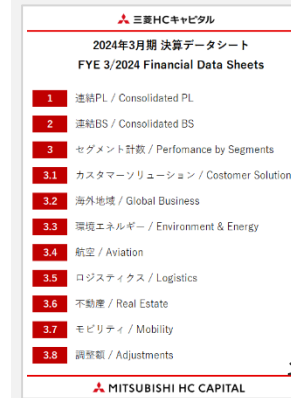 三菱HCキャピタル
2024年3月期 決算データシート
FYE 3/2024 Financial Data Sheets
1 連結PL / Consolidated PL
2 連結BS / Consolidated BS
3 セグメント計数 / Perfomance by Segments
3.1 カスタマーソリューション / Costomer Solution
3.2 海外地域 / Global Business
3.3 環境エネルギー / Environment & Energy
3.4 航空 / Aviation
3.5 ロジスティクス / Logistics
3.6 不動産 / Real Estate
3.7 モビリティ / Mobility
3.8 調整額 / Adjustments
MITSUBISHI HC CAPITAL